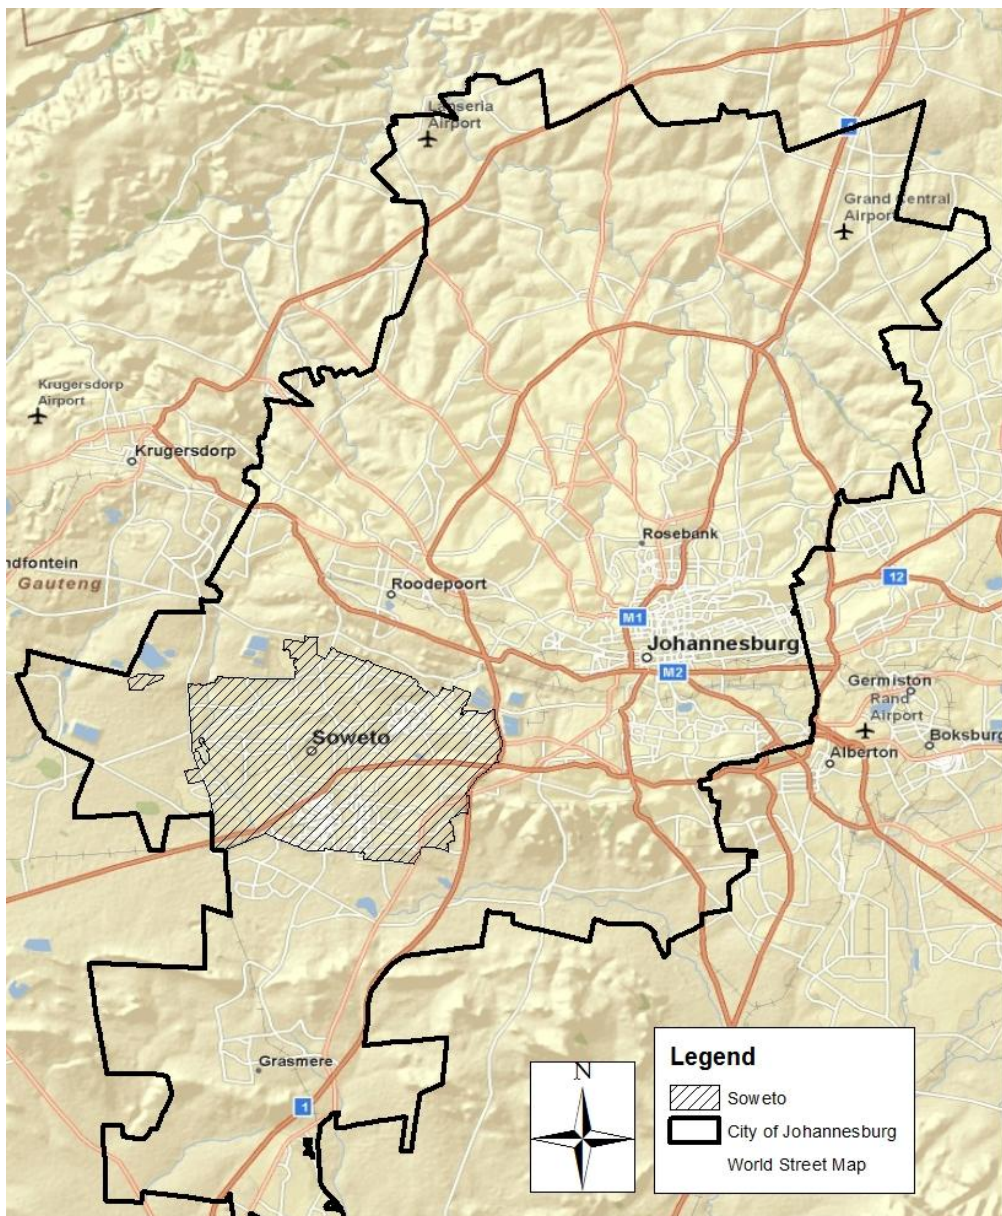 Lanseria
Airport
1
Grand Central
Airport
Krugersdorp
Airport
Krugersdorp
Rosebank
ndfontein
Gauteng
Roodepoort
12
M1
Johannesburg
M2
Germiston
Rand
Airport
Soweto
Alberton
Boksburg
Grasmere
1
N
Legend
Soweto
City of Johannesburg
World Street Map